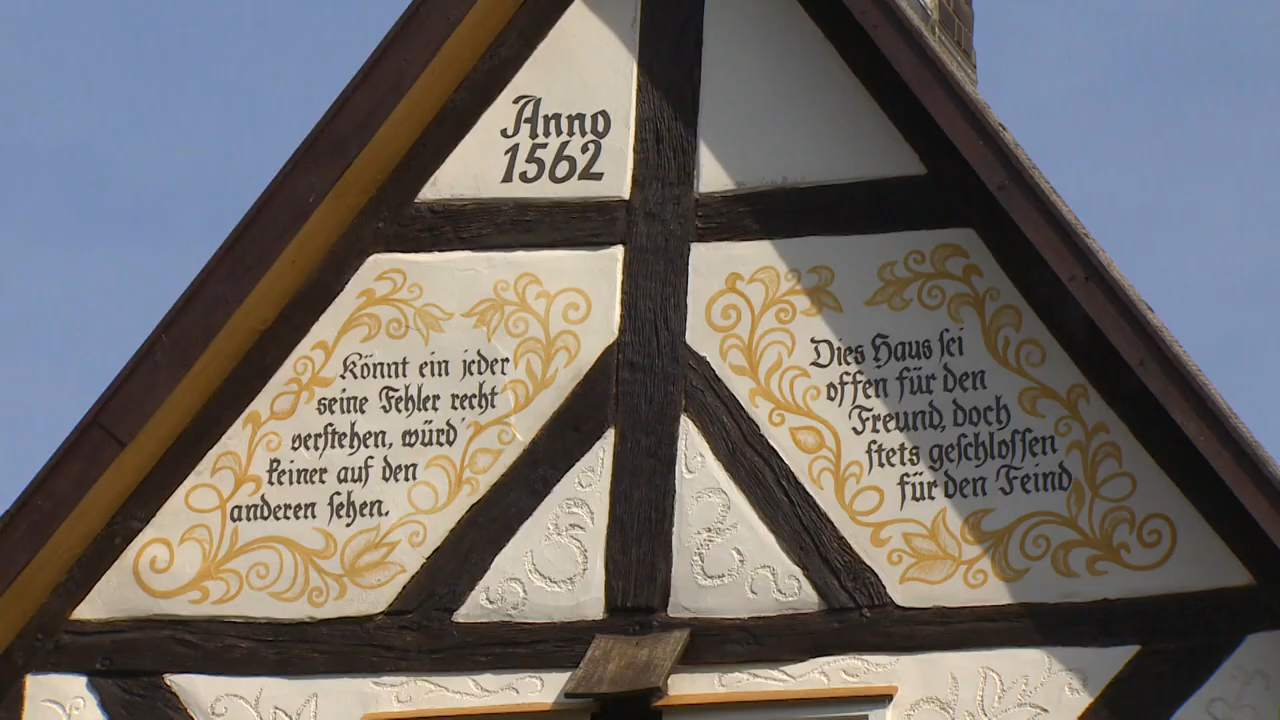 Anno
1562
Könnt ein jeder
seine Fehler recht
verstehen, würd'
keiner auf den
anderen sehen.
Dies Haus sei
offen für den
Freund, doch
stets geschlossen
für den Feind